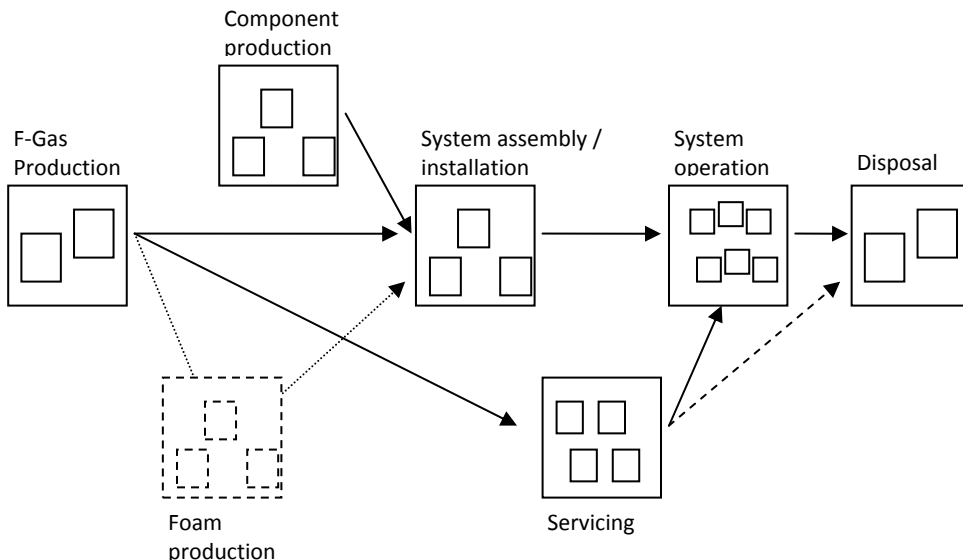 Component
production
F-Gas
Production
System assembly /
installation
System
operation
Disposal
Foam
production
Servicing